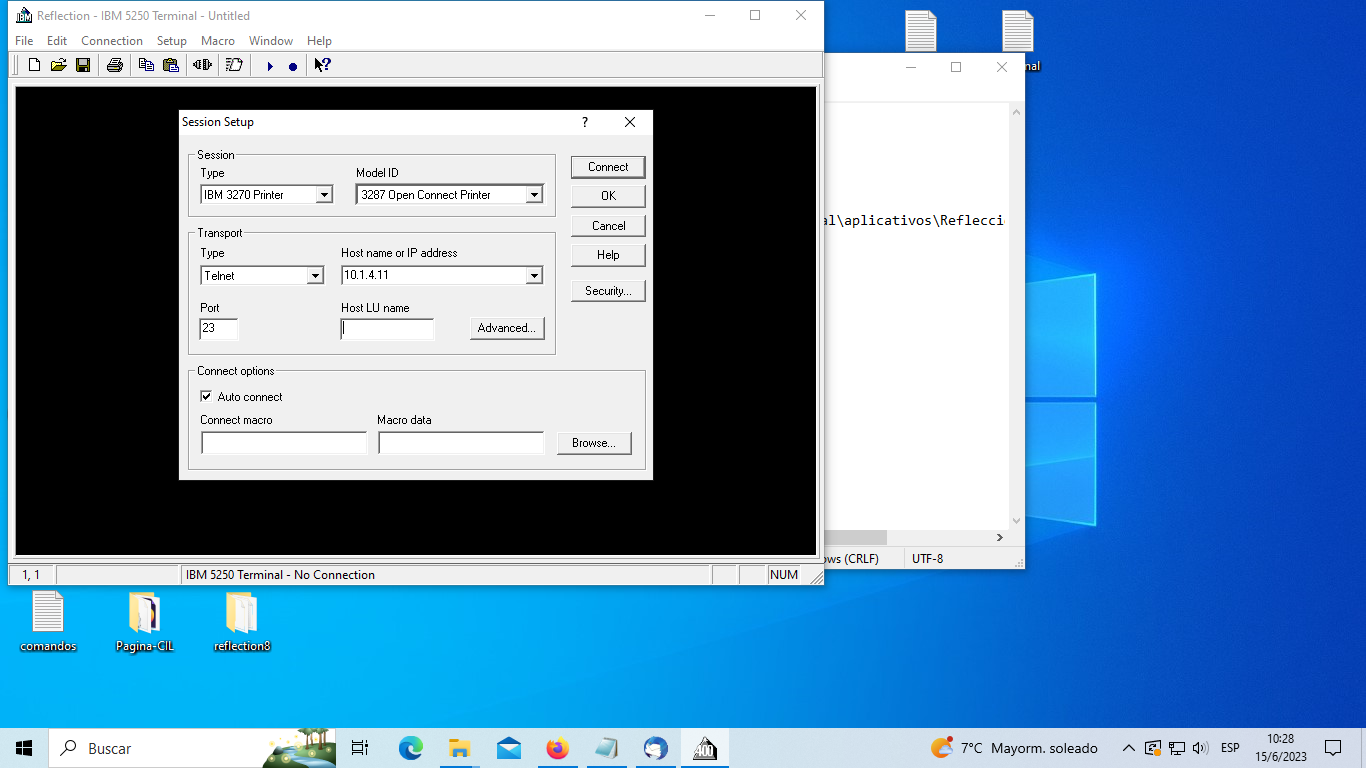 Reflection - IBM 5250 Terminal - Untitled
File Edit Connection Setup Macro Window Help
Session Setup
?
Session
Type
Model ID
IBM 3270 Printer
3287 Open Connect Printer
Transport
Type
Host name or IP address
Telnet
10.1.4.11
Port
Host LU name
23
Advanced...
Connect options
Auto connect
Connect macro
Macro data
Browse...
Connect
OK
Cancel
Help
Security...
1, 1
IBM 5250 Terminal - No Connection
NUM
al\aplicativos\Reflecci
ows (CRLF)
UTF-8
nal
comandos
Pagina-CIL
reflection8
Buscar
400
7°C Mayorm. soleado
ESP
10:28
15/6/2023